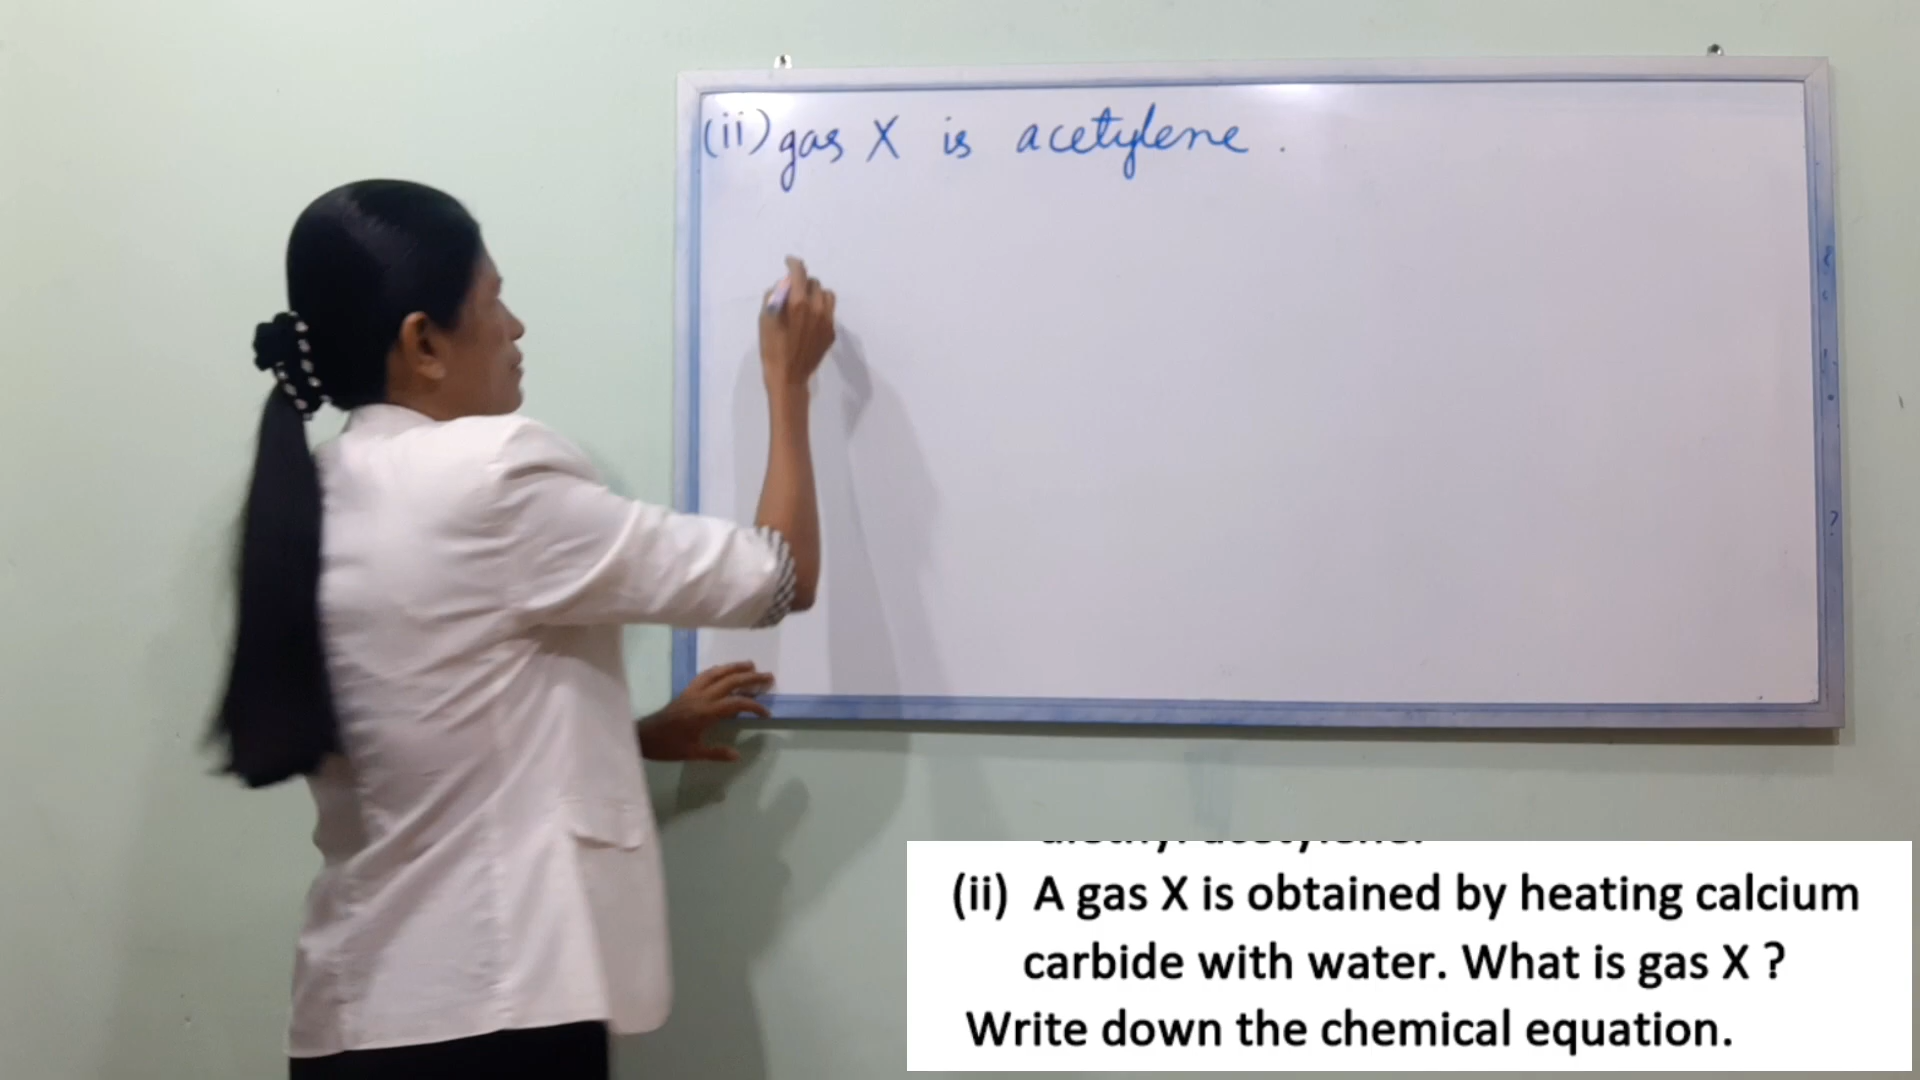 (ii) gas X is acetylene .
(ii) A gas X is obtained by heating calcium
carbide with water. What is gas X ?
Write down the chemical equation.